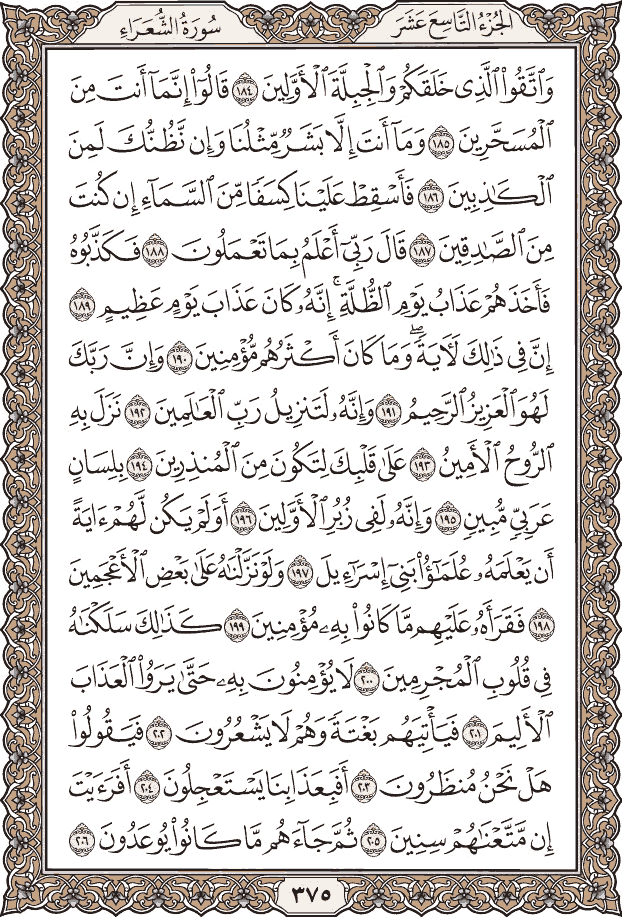 الجُزْءُ التَّاسِعَ عَشَرَ
سُورَةُ الشُّعَرَاءِ
وَٱتَّقُوا۟ ٱلَّذِى خَلَقَكُمْ وَٱلْجِبِلَّةَ ٱلْأَوَّلِينَ ١٨٤ قَالُوٓا۟ إِنَّمَآ أَنتَ مِنَ
ٱلْمُسَحَّرِينَ ١٨٥ وَمَآ أَنتَ إِلَّا بَشَرٌ مِّثْلُنَا وَإِن نَّظُنُّكَ لَمِنَ
ٱلْكَٰذِبِينَ ١٨٦ فَأَسْقِطْ عَلَيْنَا كِسَفًا مِّنَ ٱلسَّمَآءِ إِن كُنتَ
مِنَ ٱلصَّٰدِقِينَ ١٨٧ قَالَ رَبِّىٓ أَعْلَمُ بِمَا تَعْمَلُونَ ١٨٨ فَكَذَّبُوهُ
فَأَخَذَهُمْ عَذَابُ يَوْمِ ٱلظُّلَّةِ ۚ إِنَّهُۥ كَانَ عَذَابَ يَوْمٍ عَظِيمٍ ١٨٩
إِنَّ فِى ذَٰلِكَ لَءَايَةً ۖ وَمَا كَانَ أَكْثَرُهُم مُّؤْمِنِينَ ١٩٠ وَإِنَّ رَبَّكَ
لَهُوَ ٱلْعَزِيزُ ٱلرَّحِيمُ ١٩١ وَإِنَّهُۥ لَتَنزِيلُ رَبِّ ٱلْعَٰلَمِينَ ١٩٢ نَزَلَ بِهِ
ٱلرُّوحُ ٱلْأَمِينُ ١٩٣ عَلَىٰ قَلْبِكَ لِتَكُونَ مِنَ ٱلْمُنذِرِينَ ١٩٤ بِلِسَانٍ
عَرَبِىٍّ مُّبِينٍ ١٩٥ وَإِنَّهُۥ لَفِى زُبُرِ ٱلْأَوَّلِينَ ١٩٦ أَوَلَمْ يَكُن لَّهُمْ ءَايَةً
أَن يَعْلَمَهُۥ عُلَمَٰٓؤُا۟ بَنِىٓ إِسْرَٰٓءِيلَ ١٩٧ وَلَوْ نَزَّلْنَٰهُ عَلَىٰ بَعْضِ ٱلْأَعْجَمِينَ
١٩٨ فَقَرَأَهُۥ عَلَيْهِم مَّا كَانُوا۟ بِهِۦ مُؤْمِنِينَ ١٩٩ كَذَٰلِكَ سَلَكْنَٰهُ
فِى قُلُوبِ ٱلْمُجْرِمِينَ ٢٠٠ لَا يُؤْمِنُونَ بِهِۦ حَتَّىٰ يَرَوُا۟ ٱلْعَذَابَ
ٱلْأَلِيمَ ٢٠١ فَيَأْتِيَهُم بَغْتَةً وَهُمْ لَا يَشْعُرُونَ ٢٠٢ فَيَقُولُوا۟
هَلْ نَحْنُ مُنظَرُونَ ٢٠٣ أَفَبِعَذَابِنَا يَسْتَعْجِلُونَ ٢٠٤ أَفَرَءَيْتَ
إِن مَّتَّعْنَٰهُمْ سِنِينَ ٢٠٥ ثُمَّ جَآءَهُم مَّا كَانُوا۟ يُوعَدُونَ ٢٠٦
٣٧٥